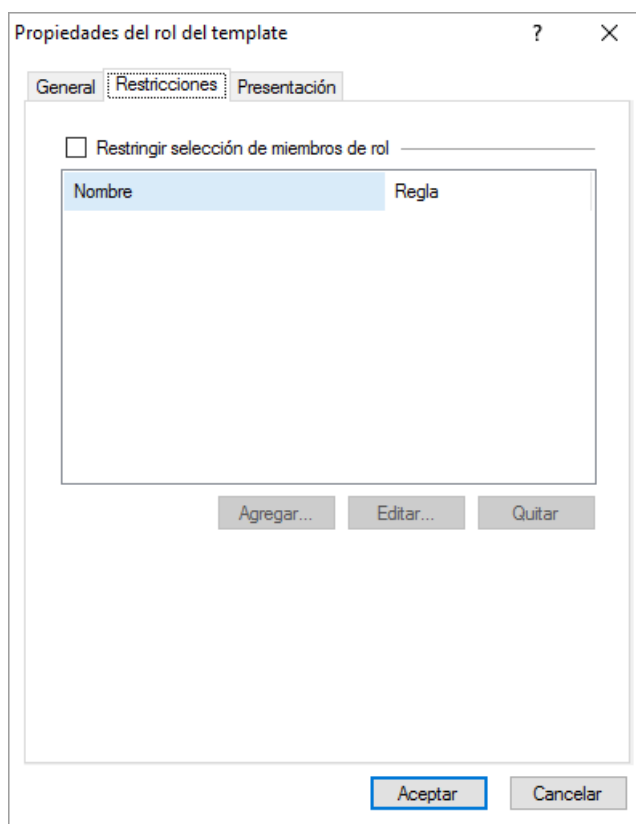 Propiedades del rol del template ?
General Restricciones Presentación
Restringir selección de miembros de rol
Nombre Regla
Agregar... Editar... Quitar
Aceptar Cancelar